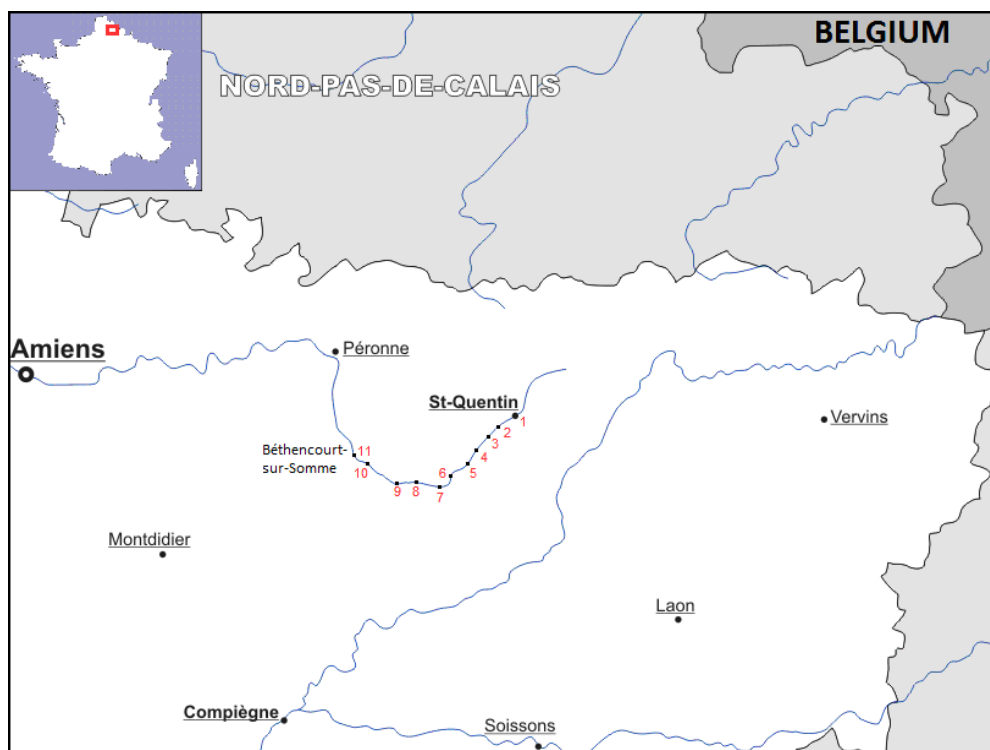 BELGIUM
NORD-PAS-DE-CALAIS
Amiens
Péronne
St-Quentin
1
2
3
4
5
6
7
8
9
10
11
Béthencourt-
sur-Somme
Vervins
Montdidier
Laon
Compiègne
Soissons